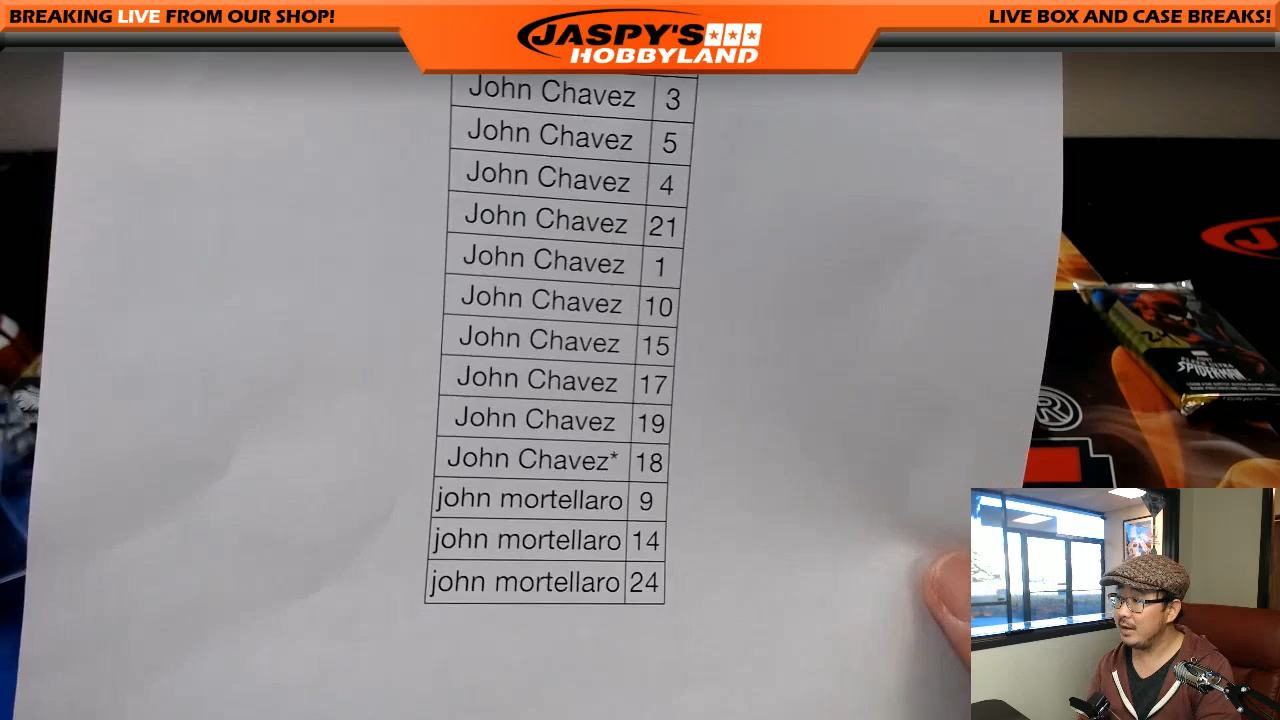 BREAKING LIVE FROM OUR SHOP!
JASPY'S
HOBBYLAND
LIVE BOX AND CASE BREAKS!
John Chavez 3
John Chavez 5
John Chavez 4
John Chavez 21
John Chavez 1
John Chavez 10
John Chavez 15
John Chavez 17
John Chavez 19
John Chavez* 18
john mortellaro 9
john mortellaro 14
john mortellaro 24
J
SPIDER-MAN
R